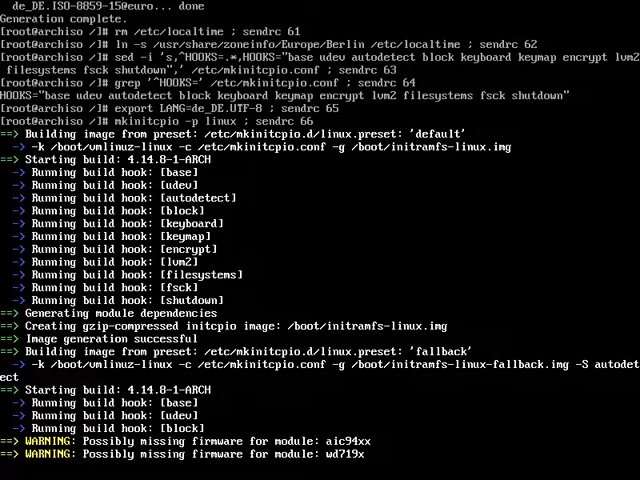 de_DE.ISO-8859-15@euro... done
Generation complete.
[root@archiso /]# rm /etc/localtime ; sendrc 61
[root@archiso /]# ln -s /usr/share/zoneinfo/Europe/Berlin /etc/localtime ; sendrc 62
[root@archiso /]# sed -i 's,^HOOKS=.*,HOOKS="base udev autodetect block keyboard keymap encrypt lvm2
 filesystems fsck shutdown",' /etc/mkinitcpio.conf ; sendrc 63
[root@archiso /]# grep '^HOOKS=' /etc/mkinitcpio.conf ; sendrc 64
HOOKS="base udev autodetect block keyboard keymap encrypt lvm2 filesystems fsck shutdown"
[root@archiso /]# export LANG=de_DE.UTF-8 ; sendrc 65
[root@archiso /]# mkinitcpio -p linux ; sendrc 66
==> Building image from preset: /etc/mkinitcpio.d/linux.preset: 'default'
-> -k /boot/vmlinuz-linux -c /etc/mkinitcpio.conf -g /boot/initramfs-linux.img
==> Starting build: 4.14.8-1-ARCH
-> Running build hook: [base]
-> Running build hook: [udev]
-> Running build hook: [autodetect]
-> Running build hook: [block]
-> Running build hook: [keyboard]
-> Running build hook: [keymap]
-> Running build hook: [encrypt]
-> Running build hook: [lvm2]
-> Running build hook: [filesystems]
-> Running build hook: [fsck]
-> Running build hook: [shutdown]
==> Generating module dependencies
==> Creating gzip-compressed initcpio image: /boot/initramfs-linux.img
==> Image generation successful
==> Building image from preset: /etc/mkinitcpio.d/linux.preset: 'fallback'
-> -k /boot/vmlinuz-linux -c /etc/mkinitcpio.conf -g /boot/initramfs-linux-fallback.img -S autodet
ect
==> Starting build: 4.14.8-1-ARCH
-> Running build hook: [base]
-> Running build hook: [udev]
-> Running build hook: [block]
==> WARNING: Possibly missing firmware for module: aic94xx
==> WARNING: Possibly missing firmware for module: wd719x